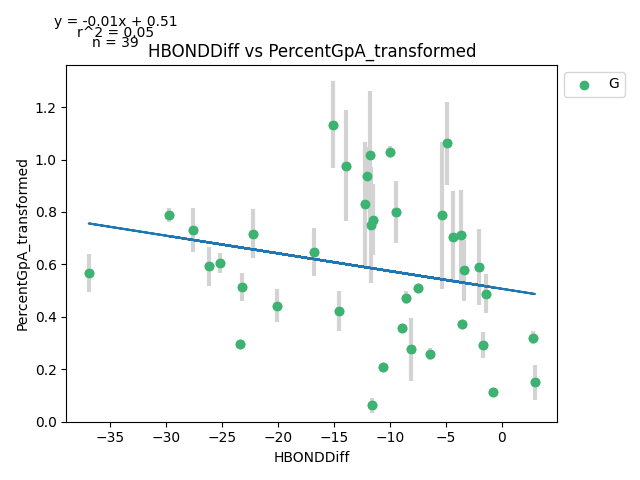 y = -0.01x + 0.51
r^2 = 0.05
n = 39
HBONDDiff vs PercentGpA_transformed
G
PercentGpA_transformed
1.2
1.0
0.8
0.6
0.4
0.2
0.0
−35
−30
−25
−20
−15
−10
−5
0
HBONDDiff